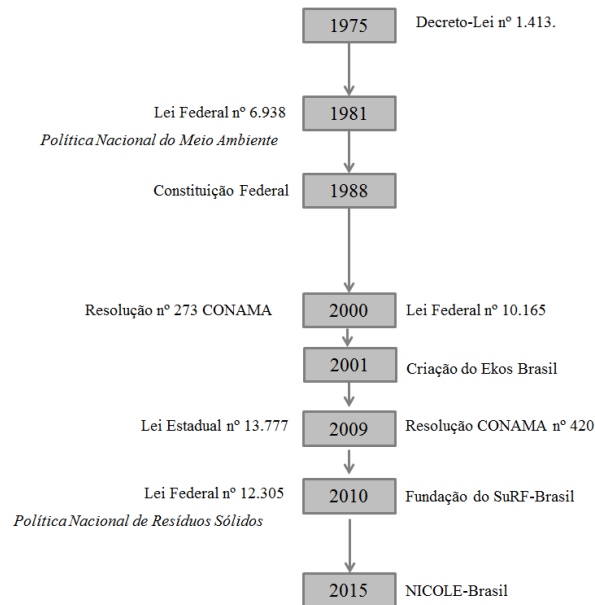 1975
Decreto-Lei nº 1.413.
Lei Federal nº 6.938
1981
Política Nacional do Meio Ambiente
Constituição Federal
1988
Resolução nº 273 CONAMA
2000
Lei Federal nº 10.165
2001
Criação do Ekos Brasil
Lei Estadual nº 13.777
2009
Resolução CONAMA nº 420
Lei Federal nº 12.305
2010
Fundação do SuRF-Brasil
Política Nacional de Resíduos Sólidos
2015
NICOLE-Brasil